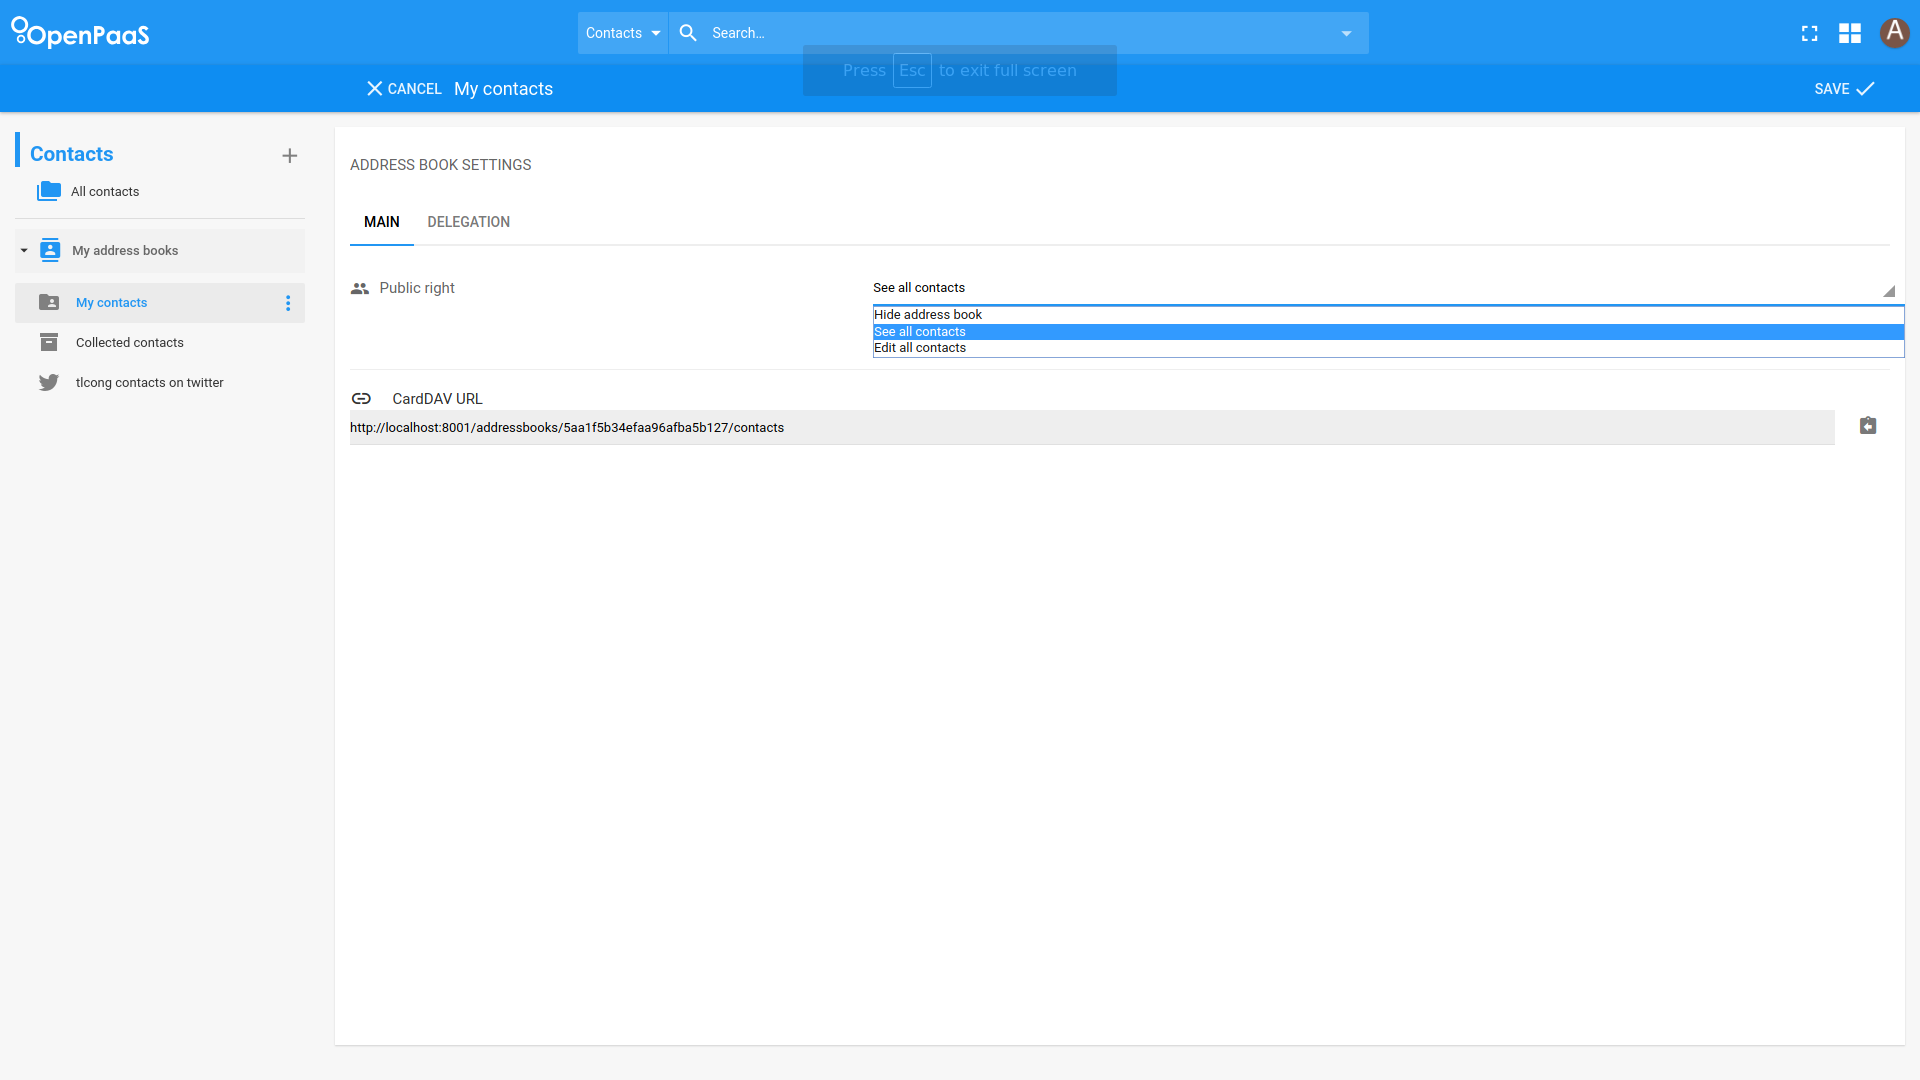 OpenPaaS
Contacts
Search...
A
Press Esc to exit full screen
CANCEL My contacts
SAVE
Contacts
All contacts
My address books
My contacts
Collected contacts
tlcong contacts on twitter
ADDRESS BOOK SETTINGS
MAIN DELEGATION
Public right
See all contacts
Hide address book
See all contacts
Edit all contacts
CardDAV URL
http://localhost:8001/addressbooks/5aa1f5b34efaa96afba5b127/contacts